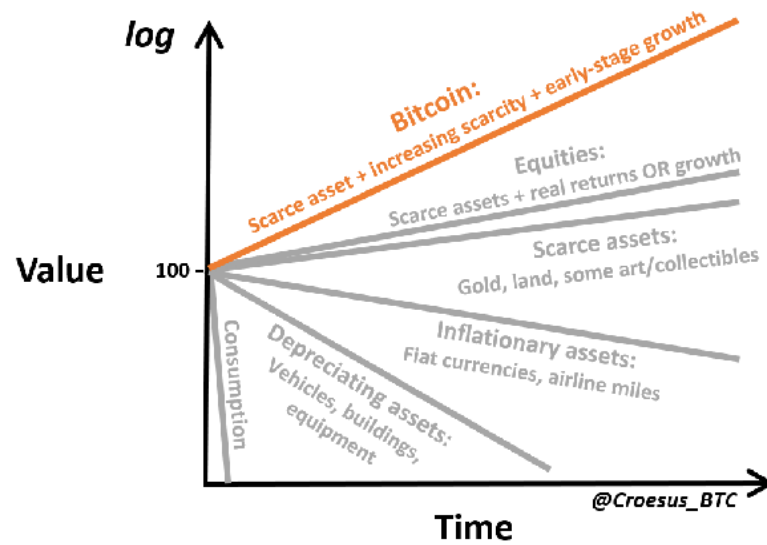 log
Bitcoin:
Scarce asset + increasing scarcity + early-stage growth
Equities:
Scarce assets + real returns OR growth
Scarce assets:
Gold, land, some art/collectibles
Value
100
Inflationary assets:
Fiat currencies, airline miles
Depreciating assets:
Vehicles, buildings,
equipment
Consumption
@Croesus_BTC
Time